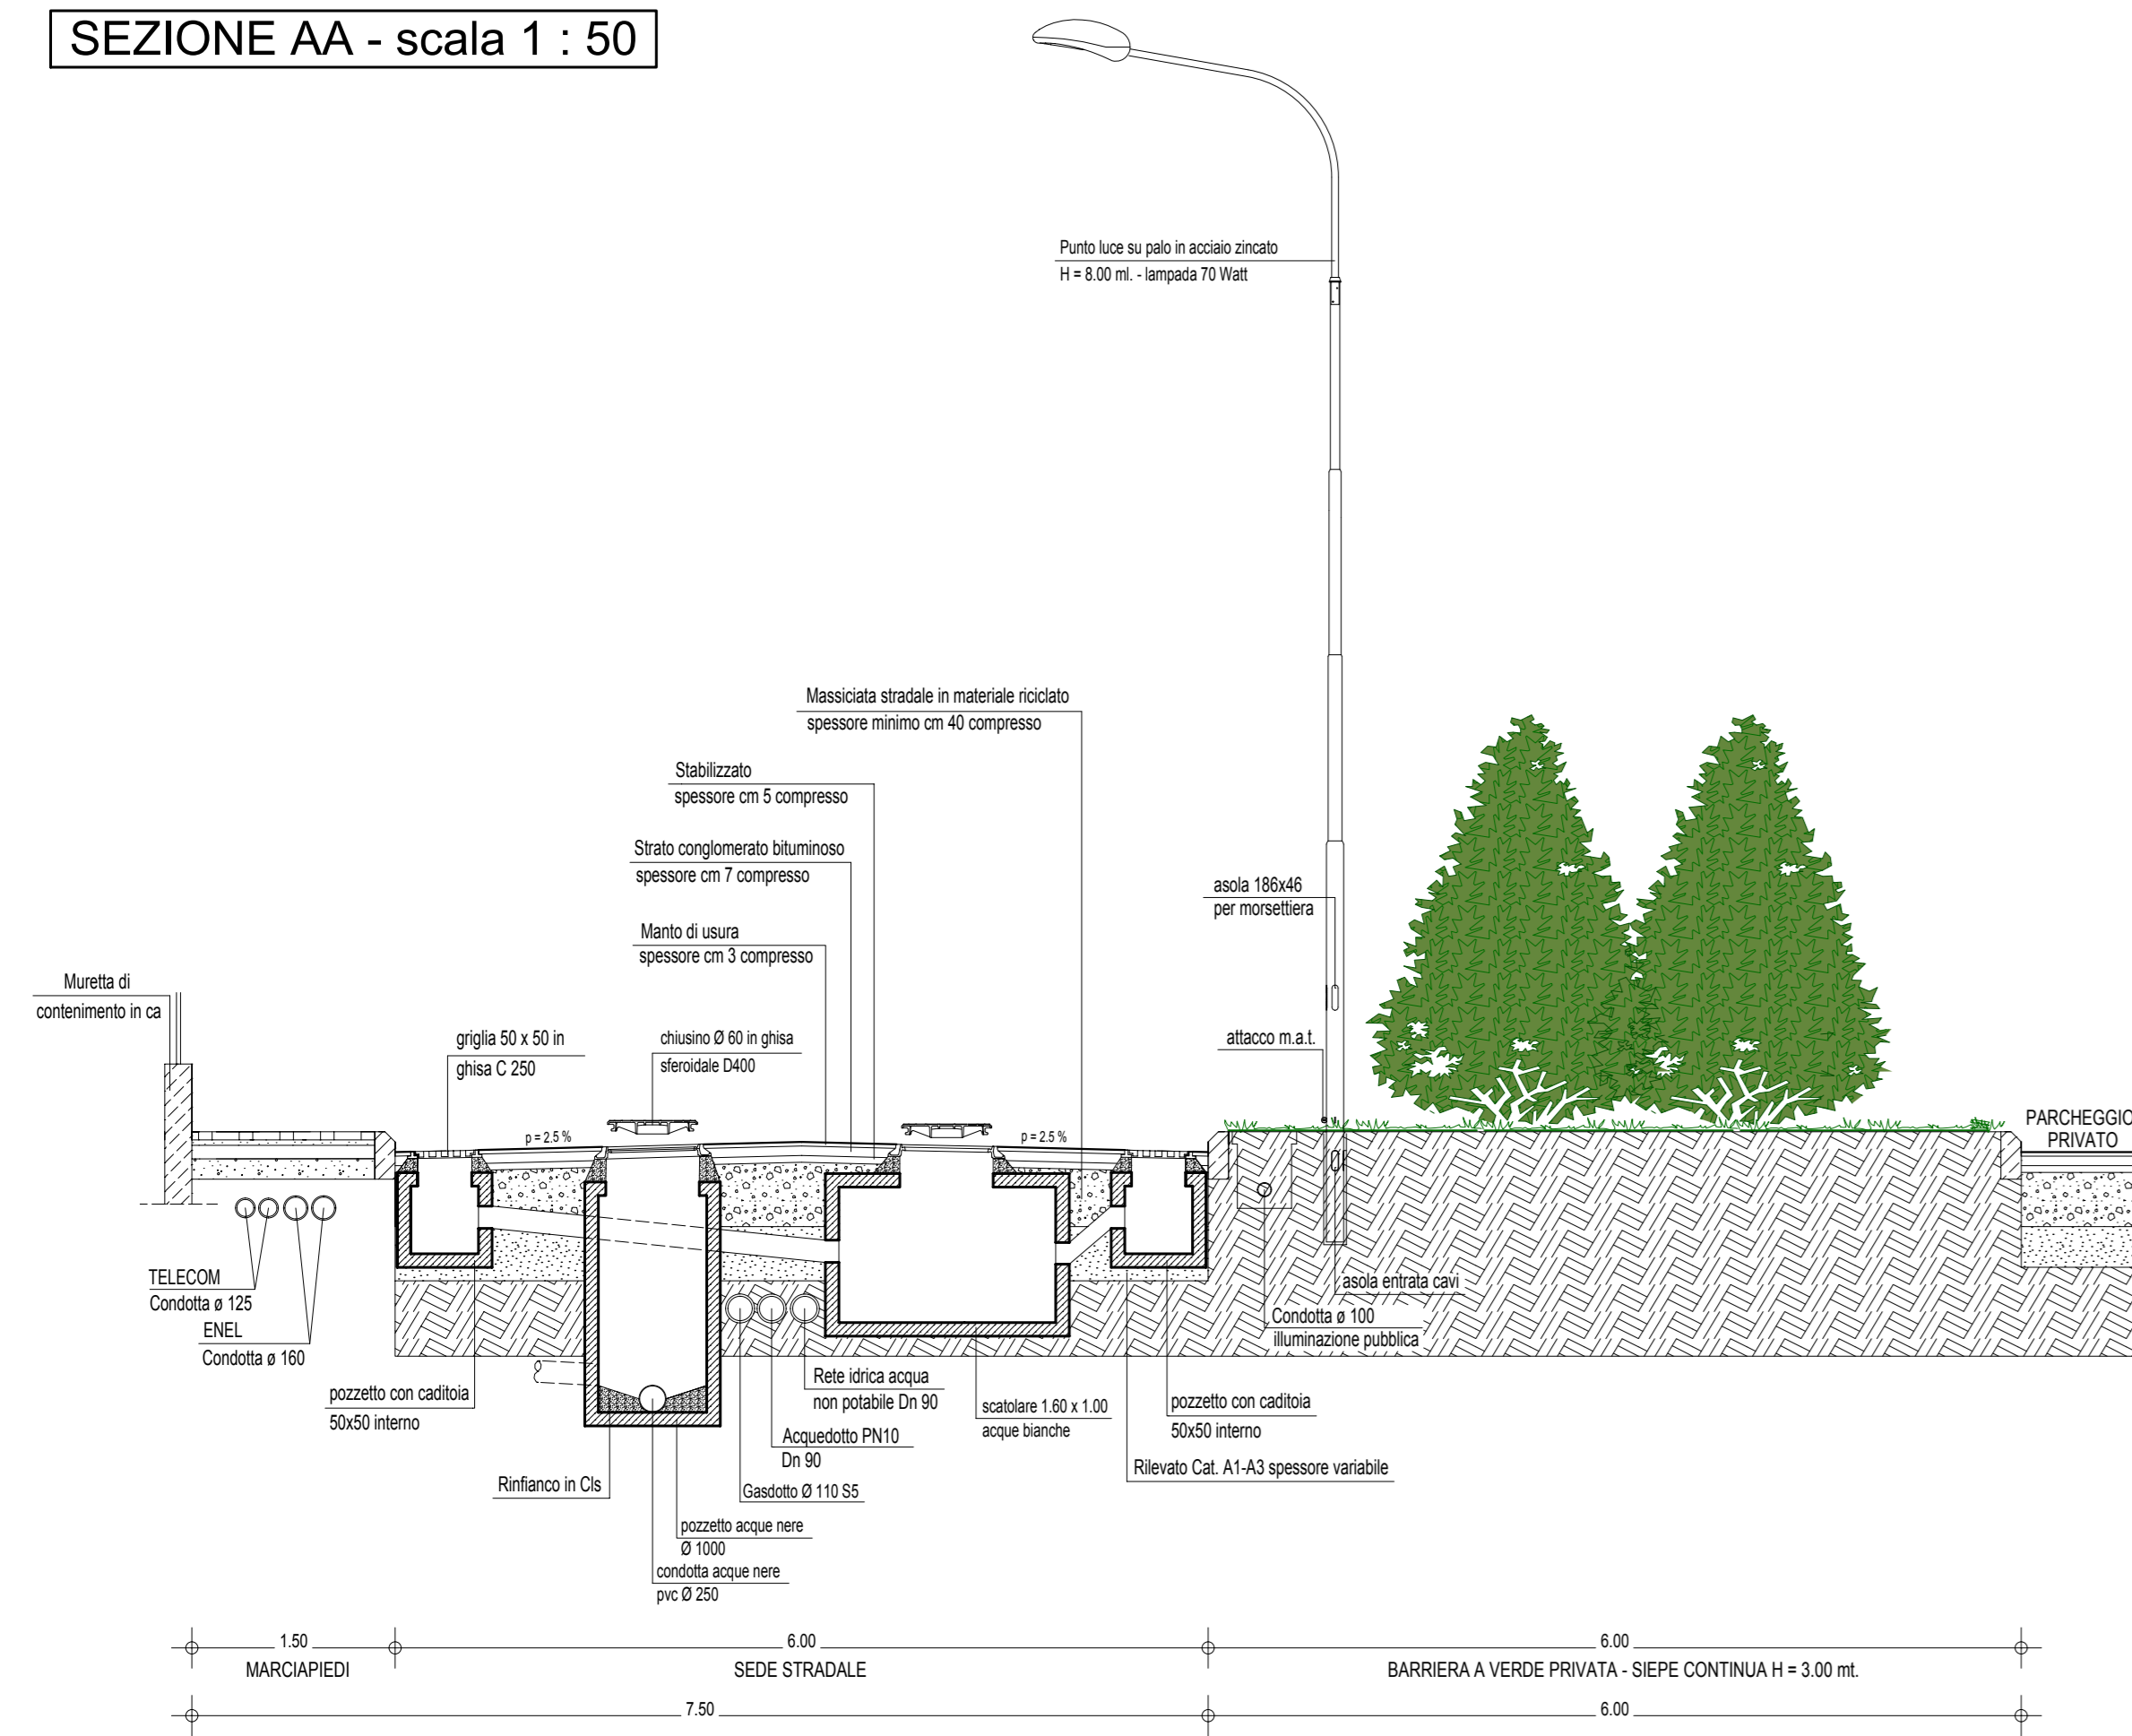 SEZIONE AA - scala 1 : 50
Punto luce su palo in acciaio zincato
H = 8.00 ml. - lampada 70 Watt
Massiciata stradale in materiale riciclato
spessore minimo cm 40 compresso
Stabilizzato
spessore cm 5 compresso
Strato conglomerato bituminoso
spessore cm 7 compresso
asola 186x46
per morsettiera
Manto di usura
spessore cm 3 compresso
Muretta di
contenimento in ca
griglia 50 x 50 in
ghisa C 250
chiusino Ø 60 in ghisa
sferoidale D400
attacco m.a.t.
p = 2.5 %
p = 2.5 %
PARCHEGGIO
PRIVATO
TELECOM
Condotta ø 125
ENEL
Condotta ø 160
asola entrata cavi
Condotta ø 100
illuminazione pubblica
pozzetto con caditoia
50x50 interno
Rete idrica acqua
non potabile Dn 90
scatolare 1.60 x 1.00
acque bianche
pozzetto con caditoia
50x50 interno
Acquedotto PN10
Dn 90
Rilevato Cat. A1-A3 spessore variabile
Rinfianco in Cls
Gasdotto Ø 110 S5
pozzetto acque nere
Ø 1000
condotta acque nere
pvc Ø 250
1.50
6.00
6.00
MARCIAPIEDI
SEDE STRADALE
BARRIERA A VERDE PRIVATA - SIEPE CONTINUA H = 3.00 mt.
7.50
6.00